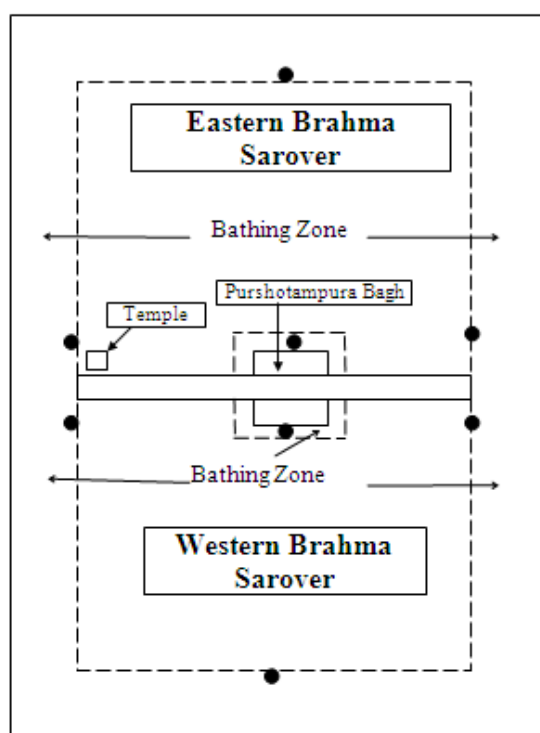 Eastern Brahma
Sarover
Bathing Zone
Purshotampura Bagh
Temple
Bathing Zone
Western Brahma
Sarover